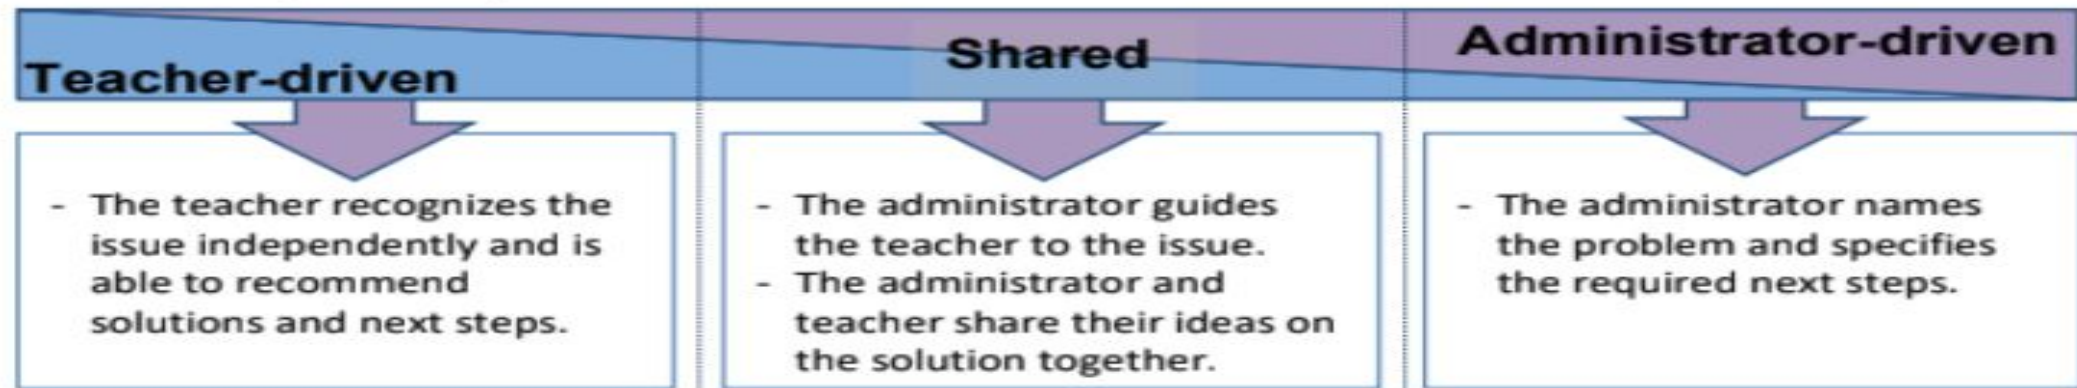 Teacher-driven
Shared
Administrator-driven
- The teacher recognizes the
issue independently and is
able to recommend
solutions and next steps.
- The administrator guides
the teacher to the issue.
- The administrator and
teacher share their ideas on
the solution together.
- The administrator names
the problem and specifies
the required next steps.